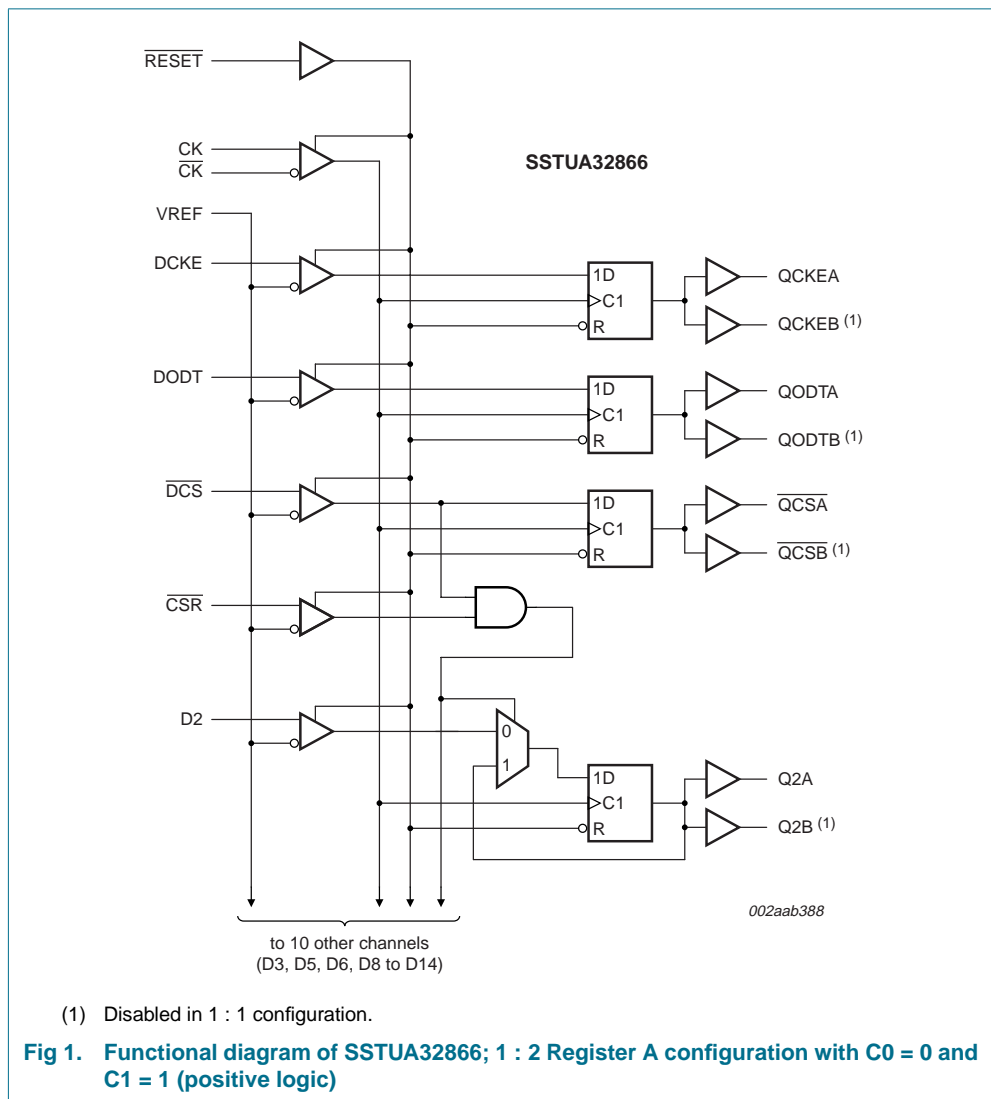 RESET
CK
CK
SSTUA32866
VREF
DCKE
1D
C1
R
QCKEA
QCKEB (1)
DODT
1D
C1
R
QODTA
QODTB (1)
DCS
1D
C1
R
QCSA
QCSB (1)
CSR
D2
0
1
1D
C1
R
Q2A
Q2B (1)
002aab388
to 10 other channels
(D3, D5, D6, D8 to D14)
(1) Disabled in 1 : 1 configuration.
Fig 1. Functional diagram of SSTUA32866; 1 : 2 Register A configuration with C0 = 0 and
C1 = 1 (positive logic)